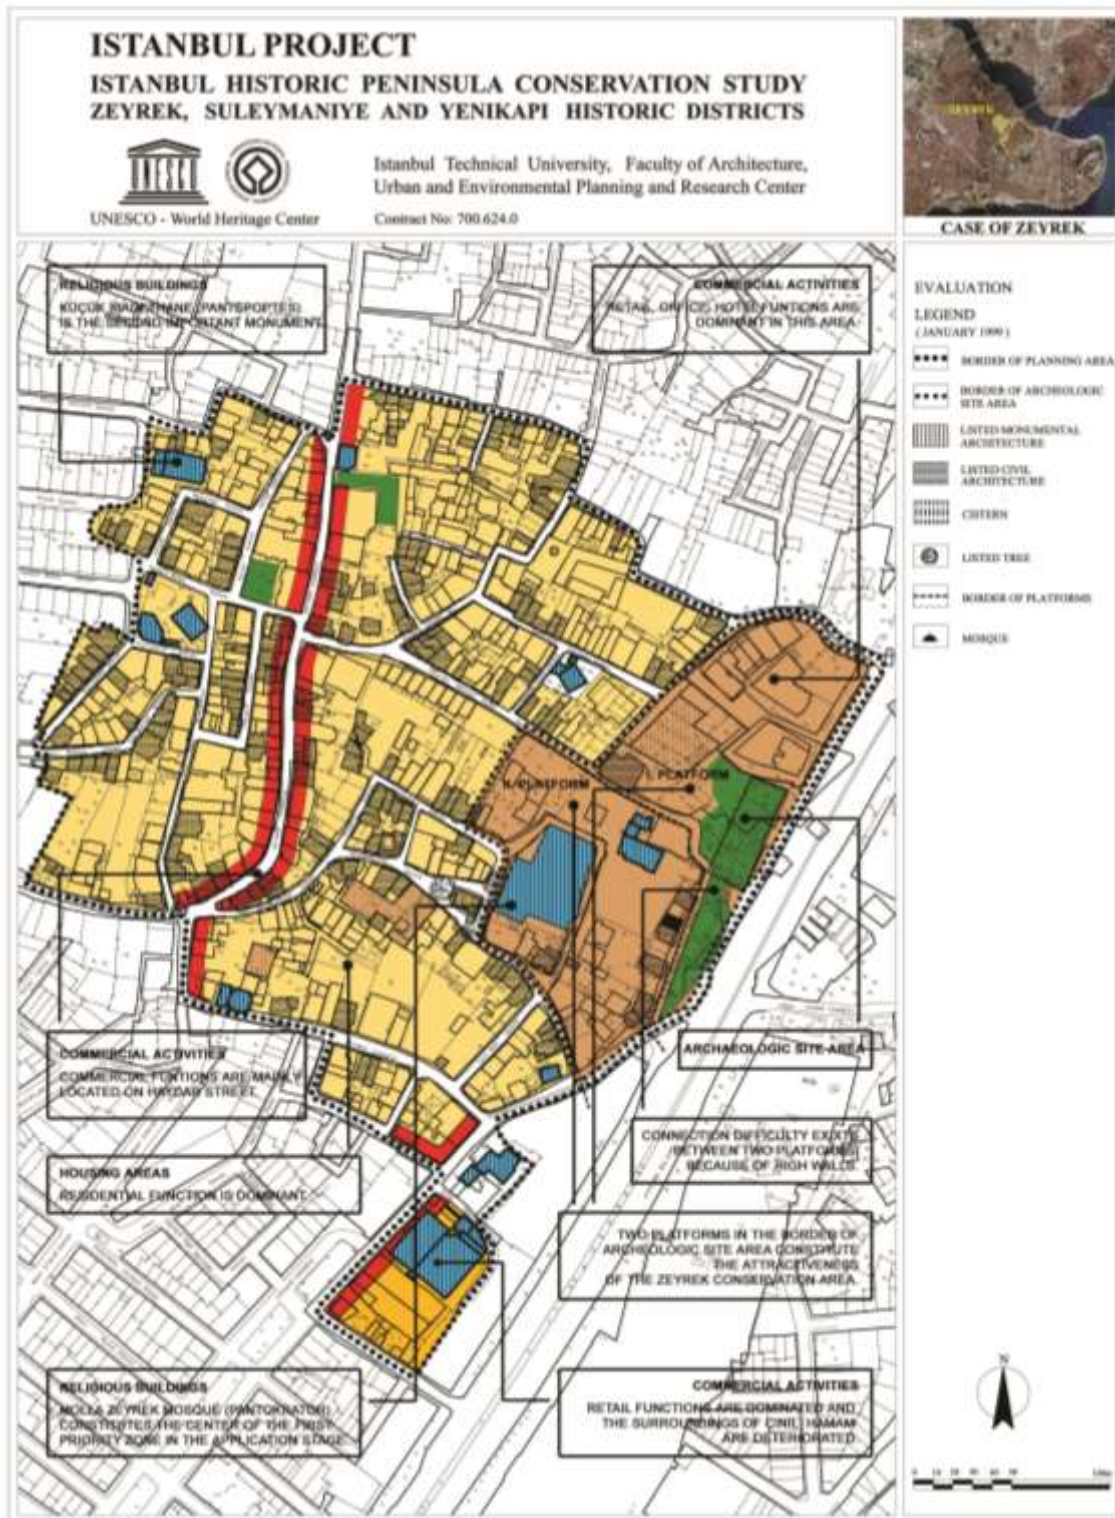 ISTANBUL PROJECT
ISTANBUL HISTORIC PENINSULA CONSERVATION STUDY
ZEYREK, SULEYMANIYE AND YENIKAPI HISTORIC DISTRICTS
UNESCO
UNESCO - World Heritage Center
Istanbul Technical University, Faculty of Architecture,
Urban and Environmental Planning and Research Center
Contract No: 700.624.0
ZEYREK
CASE OF ZEYREK
EVALUATION
LEGEND
( JANUARY 1999 )
BORDER OF PLANNING AREA
BORDER OF ARCHEOLOGIC
SITE AREA
LISTED MONUMENTAL
ARCHITECTURE
LISTED CIVIL
ARCHITECTURE
CISTERN
LISTED TREE
BORDER OF PLATFORMS
MOSQUE
RELIGIOUS BUILDINGS
(PANTEPOPTES)
IS THE SECOND IMPORTANT MONUMENT
COMMERCIAL ACTIVITIES
RETAIL, HOTEL FUNTIONS ARE
DOMINANT IN THIS AREA.
II. PLATFORM
I. PLATFORM
COMMERCIAL ACTIVITIES
COMMERCIAL FUNTIONS ARE MAINLY
LOCATED ON HAYDAR STREET.
HOUSING AREAS
RESIDENTIAL FUNCTION IS DOMINANT
ARCHAEOLOGIC SITE AREA
CONNECTION DIFFICULTY
BETWEEN TWO PLATFORMS
BECAUSE OF HIGH WALLS.
TWO PLATFORMS IN THE BORDER OF
ARCHEOLOGIC SITE AREA CONSTITUTE
THE ATTRACTIVENESS
OF THE ZEYREK CONSERVATION AREA.
RELIGIOUS BUILDINGS
MOLLA ZEYREK MOSQUE (PANTOKRATOR)
THE CENTER OF THE FIRST
PRIORITY ZONE IN THE APPLICATION STAGE.
COMMERCIAL ACTIVITIES
RETAIL FUNCTIONS ARE DOMINATED AND
THE SURROUNDINGS OF CINILI HAMAM
ARE DETERIORATED.
N